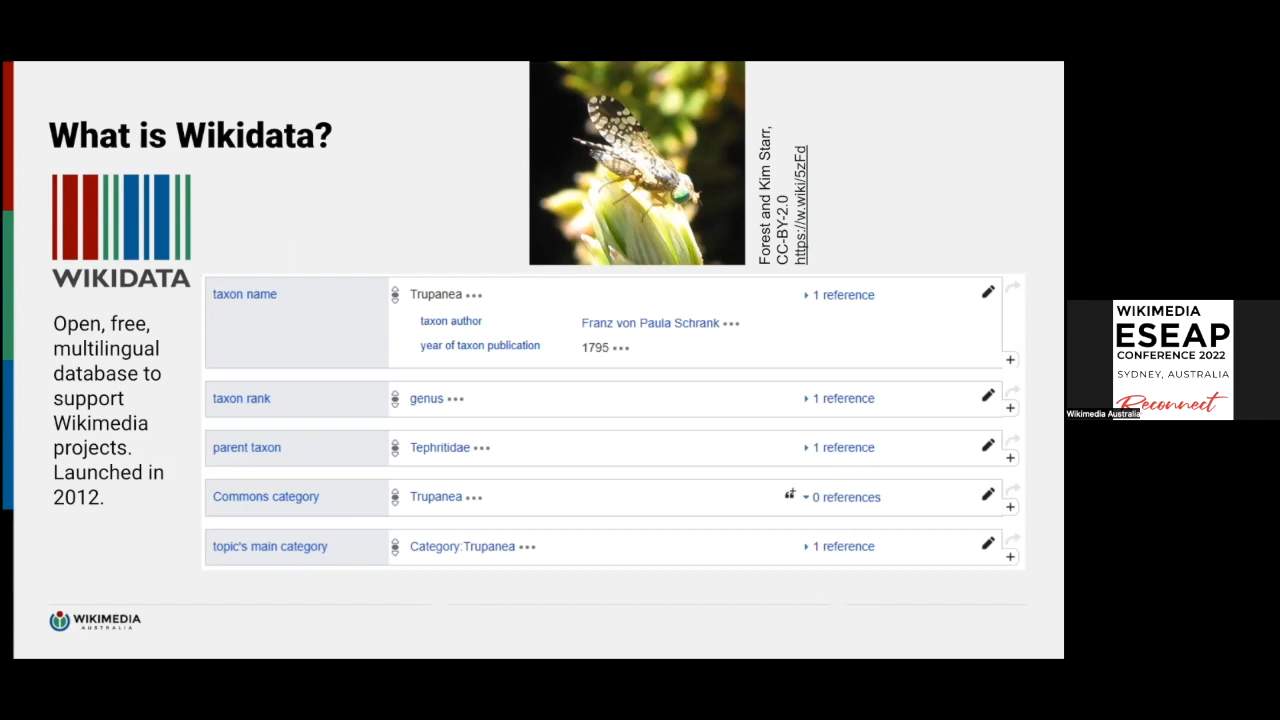 What is Wikidata?
WIKIDATA
Open, free,
multilingual
database to
support
Wikimedia
projects.
Launched in
2012.
Forest and Kim Starr,
CC-BY-2.0
https://w.wiki/5zFd
taxon name
Trupanea •••
1 reference
taxon author
Franz von Paula Schrank •••
year of taxon publication
1795 •••
+
taxon rank
genus •••
1 reference
+
parent taxon
Tephritidae •••
1 reference
+
Commons category
Trupanea •••
0 references
+
topic's main category
Category:Trupanea •••
1 reference
+
WIKIMEDIA
AUSTRALIA
WIKIMEDIA
ESEAP
CONFERENCE 2022
SYDNEY, AUSTRALIA
Reconnect
Wikimedia Australia